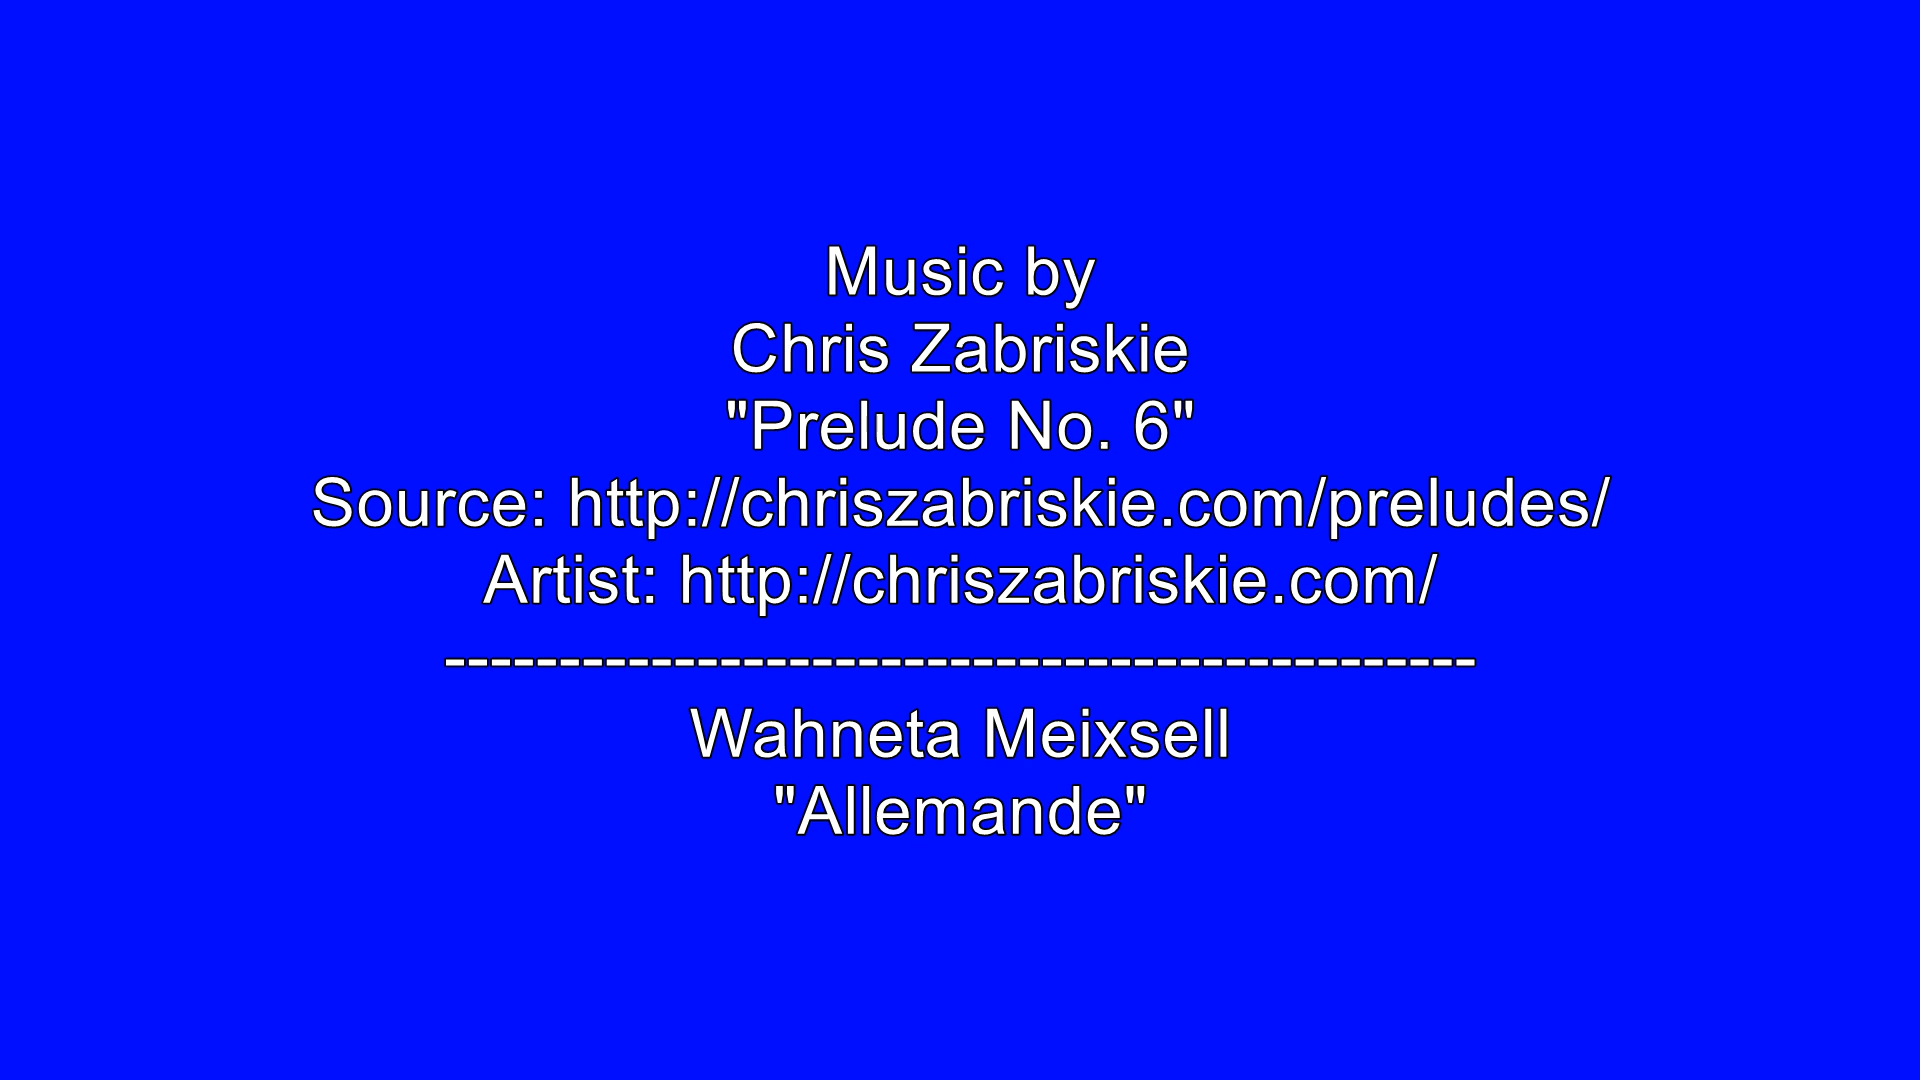 Music by
Chris Zabriskie
"Prelude No. 6"
Source: http://chriszabriskie.com/preludes/
Artist: http://chriszabriskie.com/
---------------------------------------------
Wahneta Meixsell
"Allemande"